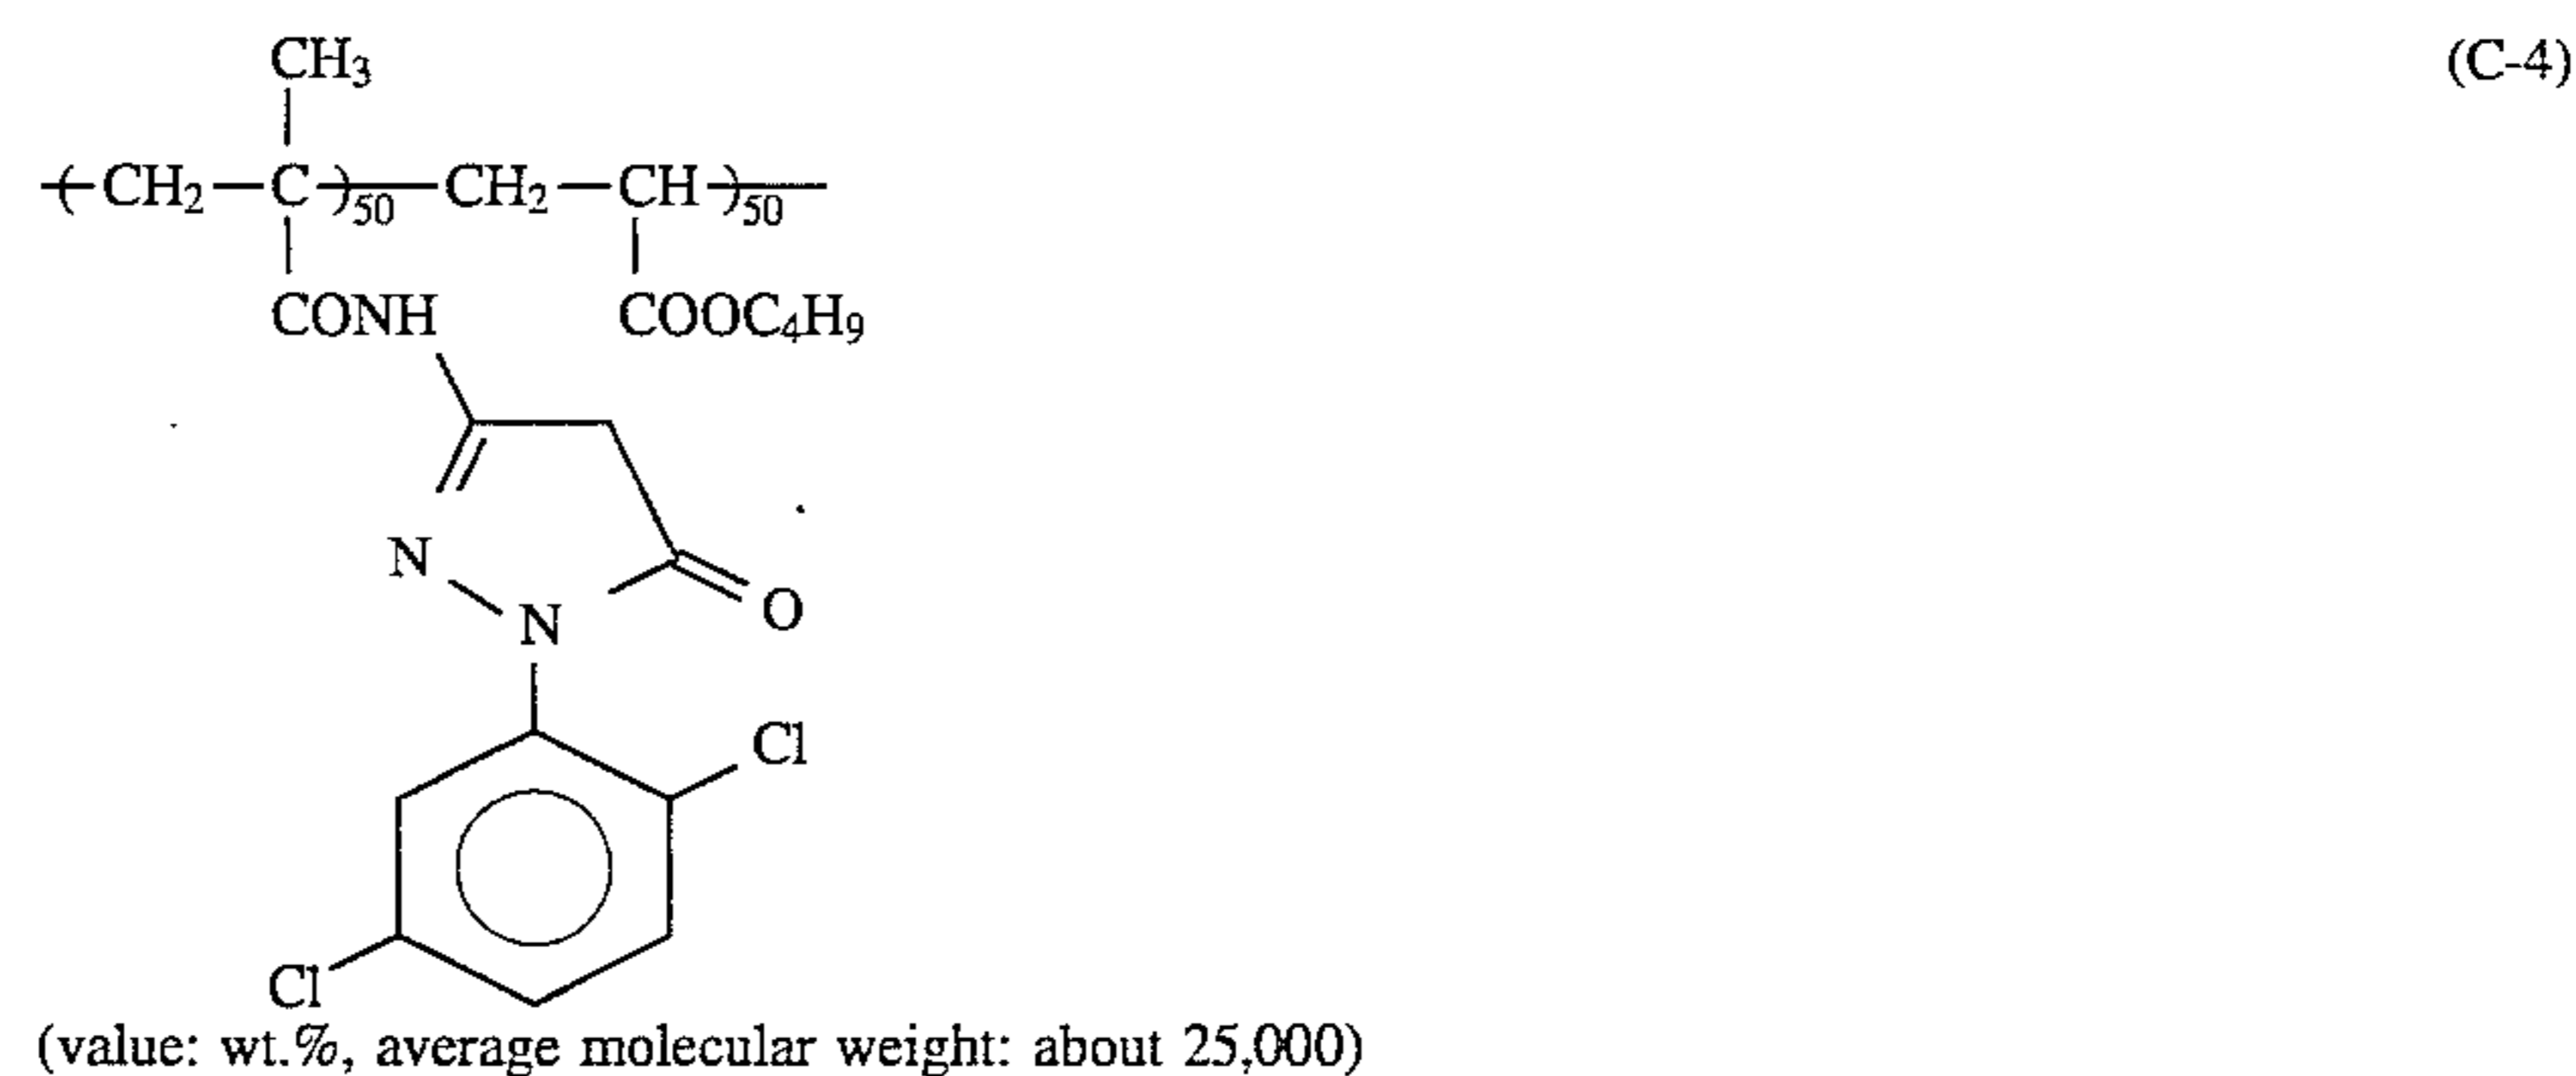 CH3 (C-4)
(CH2—C)50 CH2—CH)50
CONH COOC4H9
N
N O
Cl
Cl
(value: wt.%, average molecular weight: about 25,000)